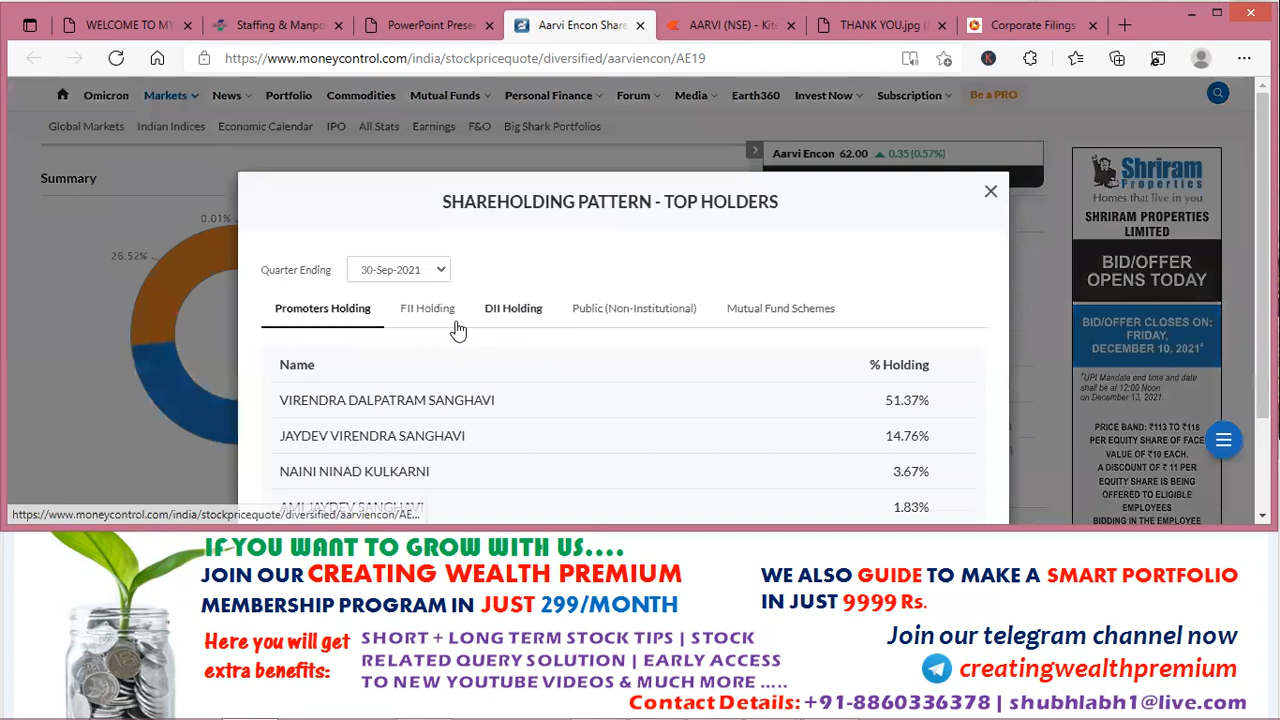 WELCOME TO MY
Staffing & Manpo
PowerPoint Prese
Aarvi Encon Share
AARVI (NSE) - Kite
THANK YOU.jpg (
Corporate Filings
https://www.moneycontrol.com/india/stockpricequote/diversified/aarviencon/AE19
Omicron Markets News Portfolio Commodities Mutual Funds Personal Finance Forum Media Earth360 Invest Now Subscription Be a PRO
Global Markets Indian Indices Economic Calendar IPO All Stats Earnings F&O Big Shark Portfolios
Aarvi Encon 62.00 0.35 (0.57%)
Summary
0.01%
26.52%
SHAREHOLDING PATTERN - TOP HOLDERS
Quarter Ending 30-Sep-2021
Promoters Holding FII Holding DII Holding Public (Non-Institutional) Mutual Fund Schemes
Name % Holding
VIRENDRA DALPATRAM SANGHAVI 51.37%
JAYDEV VIRENDRA SANGHAVI 14.76%
NAINI NINAD KULKARNI 3.67%
AMI JAYDEV SANGHAVI 1.83%
https://www.moneycontrol.com/india/stockpricequote/diversified/aarviencon/AE...
Shriram
Properties
Homes that live in you
SHRIRAM PROPERTIES
LIMITED
BID/OFFER
OPENS TODAY
BID/OFFER CLOSES ON:
FRIDAY,
DECEMBER 10, 2021#
#UPI Mandate end time and date
shall be at 12:00 Noon
on December 13, 2021.
PRICE BAND: ₹113 TO ₹118
PER EQUITY SHARE OF FACE
VALUE OF ₹10 EACH.
A DISCOUNT OF ₹ 11 PER
EQUITY SHARE IS BEING
OFFERED TO ELIGIBLE
EMPLOYEES
BIDDING IN THE EMPLOYEE
IF YOU WANT TO GROW WITH US....
JOIN OUR CREATING WEALTH PREMIUM
MEMBERSHIP PROGRAM IN JUST 299/MONTH
Here you will get
extra benefits:
SHORT + LONG TERM STOCK TIPS | STOCK
RELATED QUERY SOLUTION | EARLY ACCESS
TO NEW YOUTUBE VIDEOS & MUCH MORE .....
WE ALSO GUIDE TO MAKE A SMART PORTFOLIO
IN JUST 9999 Rs.
Join our telegram channel now
creatingwealthpremium
Contact Details: +91-8860336378 | shubhlabh1@live.com